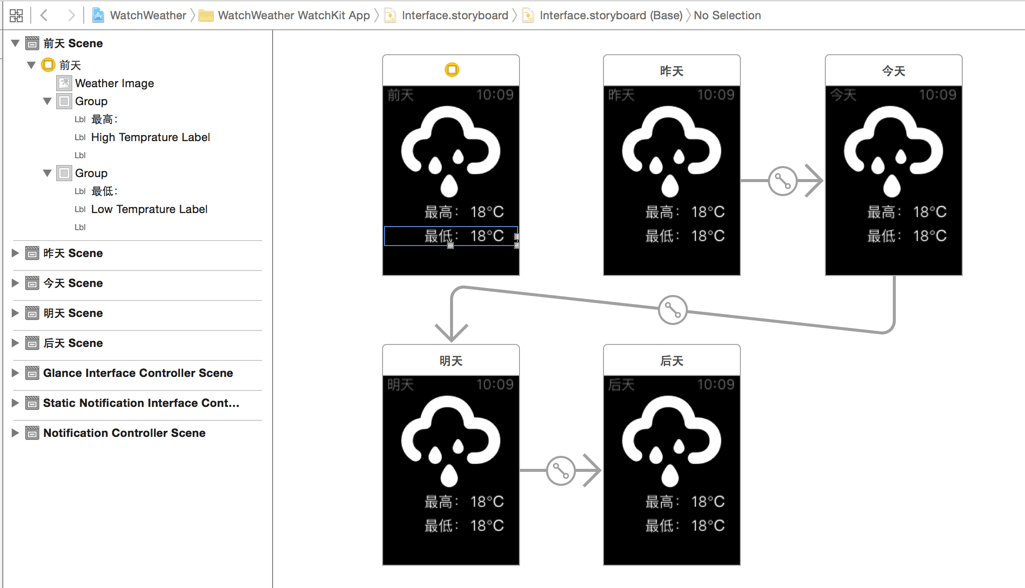 WatchWeather WatchWeather WatchKit App Interface.storyboard Interface.storyboard (Base) No Selection
前天 Scene
前天
Weather Image
Group
Lbl 最高：
Lbl High Temprature Label
Lbl
Group
Lbl 最低：
Lbl Low Temprature Label
Lbl
昨天 Scene
今天 Scene
明天 Scene
后天 Scene
Glance Interface Controller Scene
Static Notification Interface Cont...
Notification Controller Scene
前天 10:09
最高： 18°C
最低： 18°C
昨天
昨天 10:09
最高： 18°C
最低： 18°C
今天
今天 10:09
最高： 18°C
最低： 18°C
明天
明天 10:09
最高： 18°C
最低： 18°C
后天
后天 10:09
最高： 18°C
最低： 18°C